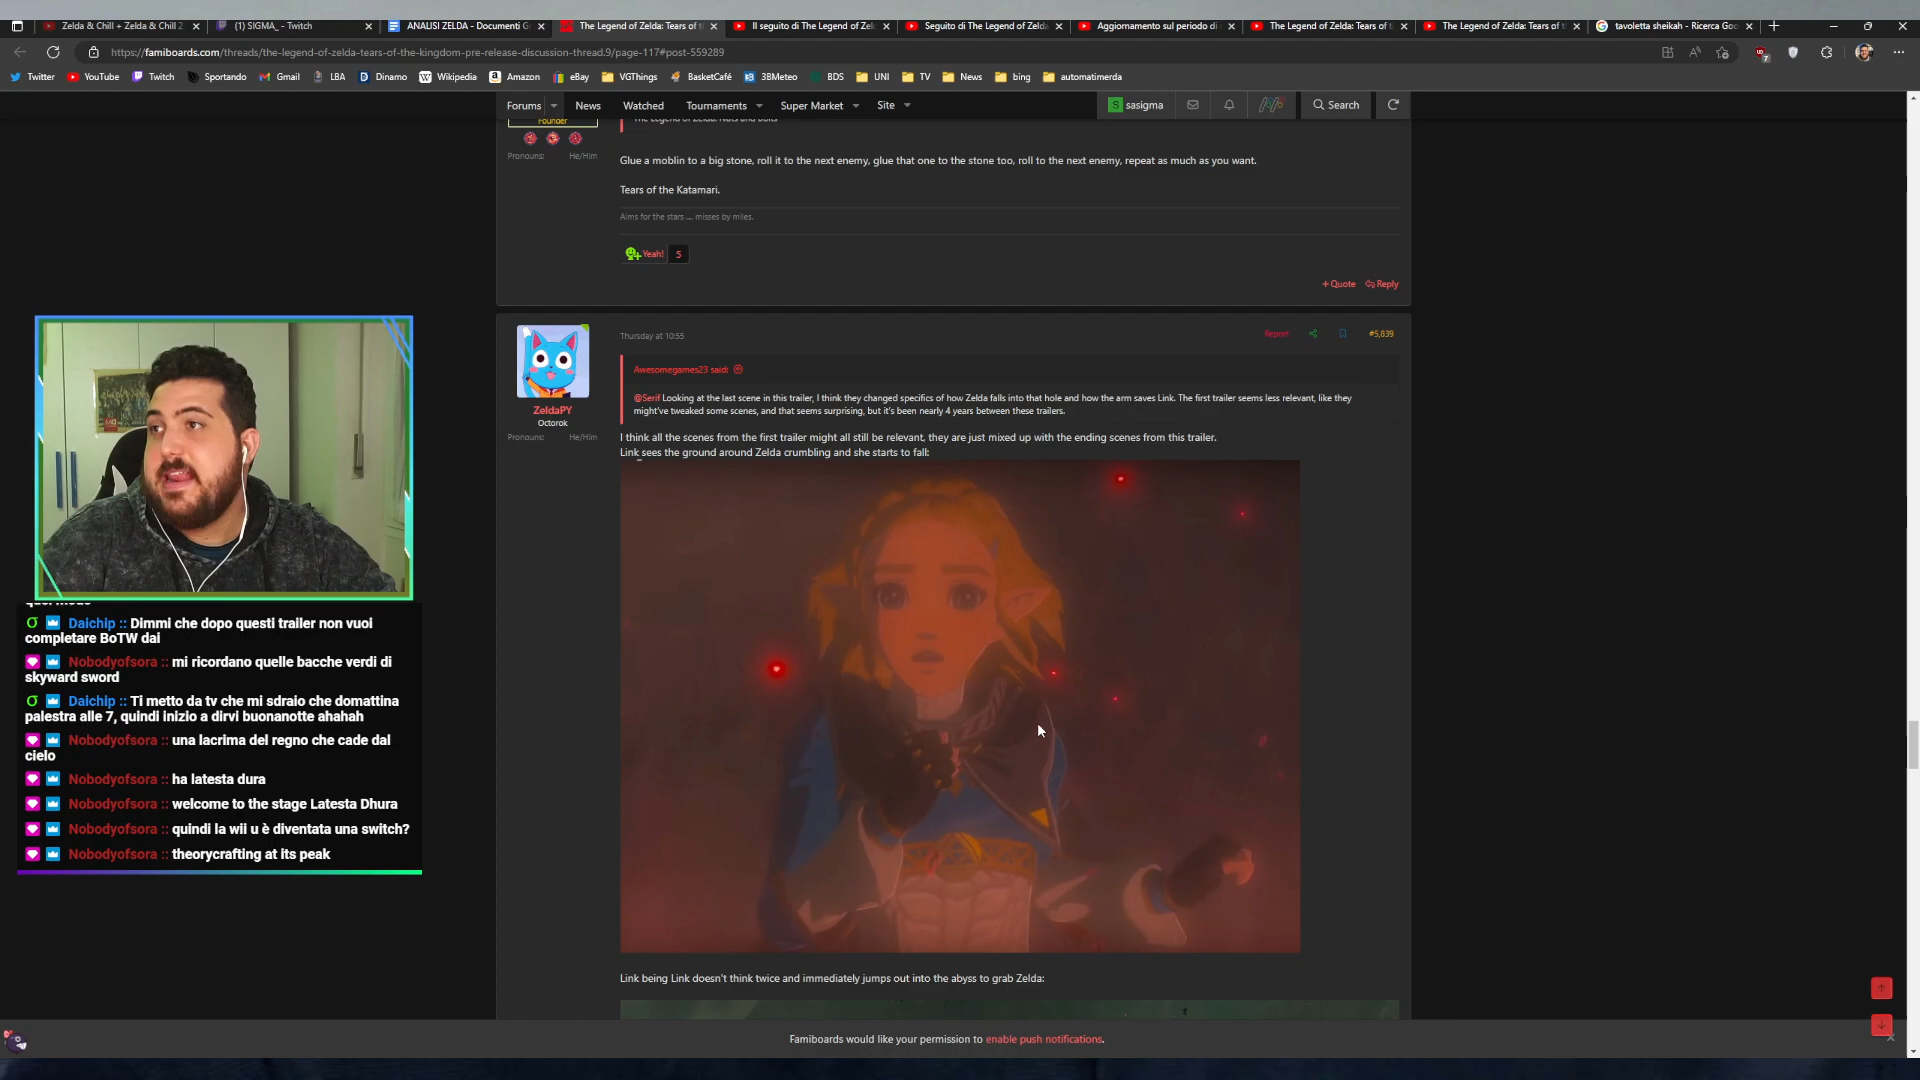 Zelda & Chill + Zelda & Chill 2
(1) SIGMA_ - Twitch
ANALISI ZELDA - Documenti G
The Legend of Zelda: Tears of t
Il seguito di The Legend of Zel
Seguito di The Legend of Zelda
Aggiornamento sul periodo di
The Legend of Zelda: Tears of t
The Legend of Zelda: Tears of t
tavoletta sheikah - Ricerca Goo
https://famiboards.com/threads/the-legend-of-zelda-tears-of-the-kingdom-pre-release-discussion-thread.9/page-117#post-559289
7
Twitter YouTube Twitch Sportando Gmail LBA Dinamo Wikipedia Amazon eBay VGThings BasketCafé 3BMeteo BDS UNI TV News bing automatimerda
Forums News Watched Tournaments Super Market Site S sasigma Search
Founder
The Legend of Zelda: Nuts and Bolts
Pronouns: He/Him
Glue a moblin to a big stone, roll it to the next enemy, glue that one to the stone too, roll to the next enemy, repeat as much as you want.
Tears of the Katamari.
Aims for the stars ... misses by miles.
Yeah! 5
+ Quote Reply
Thursday at 10:55
Report #5,839
ZeldaPY
Octorok
Pronouns: He/Him
Awesomegames23 said:
@Serif Looking at the last scene in this trailer, I think they changed specifics of how Zelda falls into that hole and how the arm saves Link. The first trailer seems less relevant, like they
might've tweaked some scenes, and that seems surprising, but it's been nearly 4 years between these trailers.
I think all the scenes from the first trailer might all still be relevant, they are just mixed up with the ending scenes from this trailer.
Link sees the ground around Zelda crumbling and she starts to fall:
Link being Link doesn't think twice and immediately jumps out into the abyss to grab Zelda:
Daichip :: Dimmi che dopo questi trailer non vuoi
completare BoTW dai
Nobodyofsora :: mi ricordano quelle bacche verdi di
skyward sword
Daichip :: Ti metto da tv che mi sdraio che domattina
palestra alle 7, quindi inizio a dirvi buonanotte ahahah
Nobodyofsora :: una lacrima del regno che cade dal
cielo
Nobodyofsora :: ha latesta dura
Nobodyofsora :: welcome to the stage Latesta Dhura
Nobodyofsora :: quindi la wii u è diventata una switch?
Nobodyofsora :: theorycrafting at its peak
Famiboards would like your permission to enable push notifications.